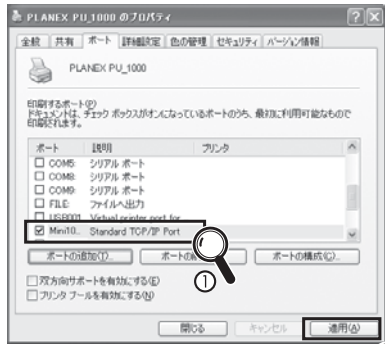 PLANEX PU_1000 のプロパティ
全般 共有 ポート 詳細設定 色の管理 セキュリティ バージョン情報
PLANEX PU_1000
印刷するポート(P)
ドキュメントは、チェック ボックスがオンになっているポートのうち、最初に利用可能なもので
印刷されます。
ポート 説明 プリンタ
COM5: シリアル ポート
COM8: シリアル ポート
COM9: シリアル ポート
FILE: ファイルへ出力
USB001 Virtual printer port for
Mini10... Standard TCP/IP Port
ポートの追加(T)... ポートの ポートの構成(C)...
①
双方向サポートを有効にする(E)
プリンタ プールを有効にする(N)
閉じる キャンセル 適用(A)